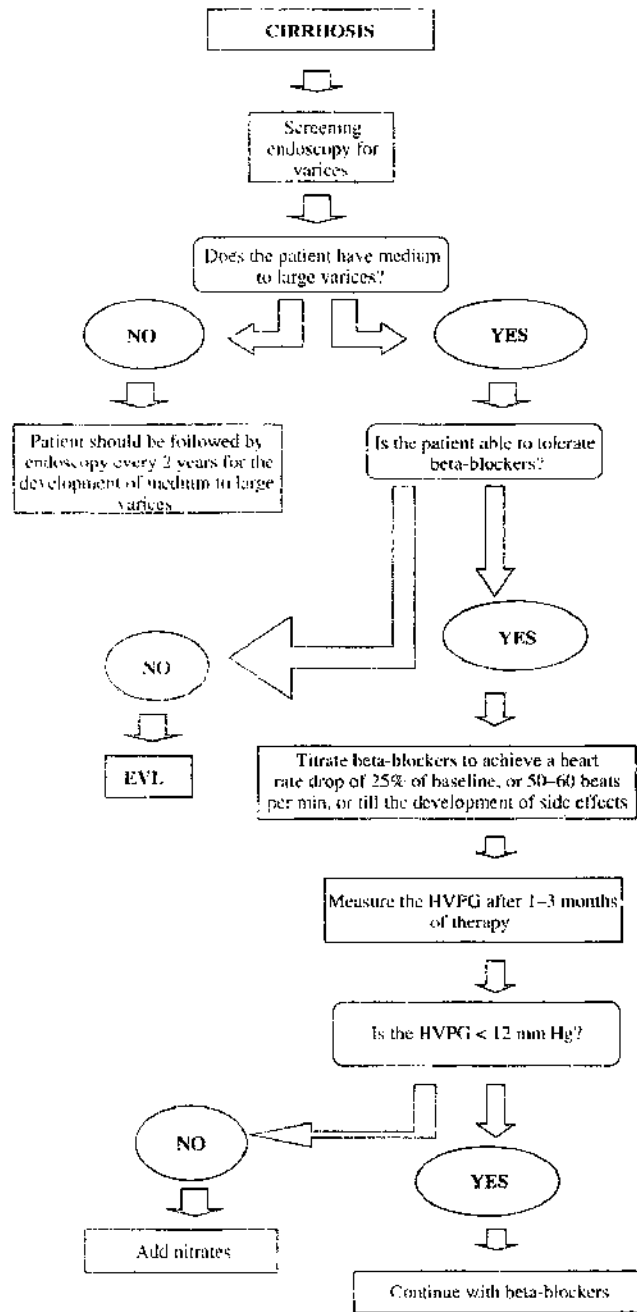 CIRRHOSIS
Screening
endoscopy for
varices
Does the patient have medium
to large varices?
NO
YES
Patient should be followed by
endoscopy every 2 years for the
development of medium to large
varices
Is the patient able to tolerate
beta-blockers?
NO
YES
EVL
Titrate beta-blockers to achieve a heart
rate drop of 25% of baseline, or 50–60 beats
per min, or till the development of side effects
Measure the HVPG after 1–3 months
of therapy
Is the HVPG < 12 mm Hg?
NO
YES
Add nitrates
Continue with beta-blockers